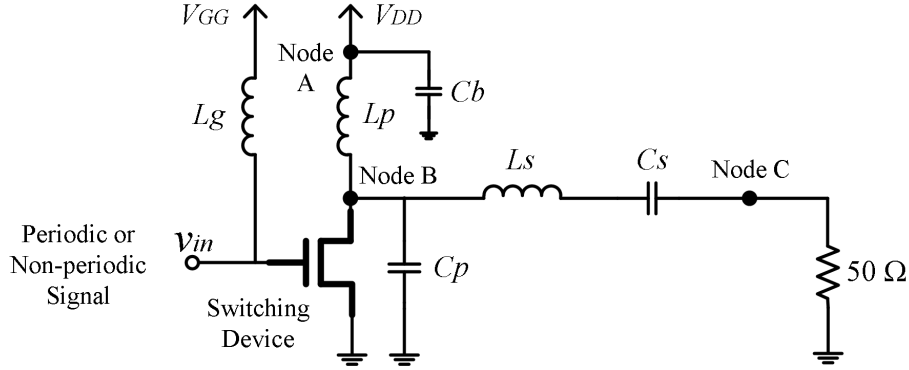 VGG
VDD
Node
A
Cb
Lg
Lp
Node B
Ls
Cs
Node C
Periodic or
Non-periodic
Signal
vin
Cp
50 Ω
Switching
Device